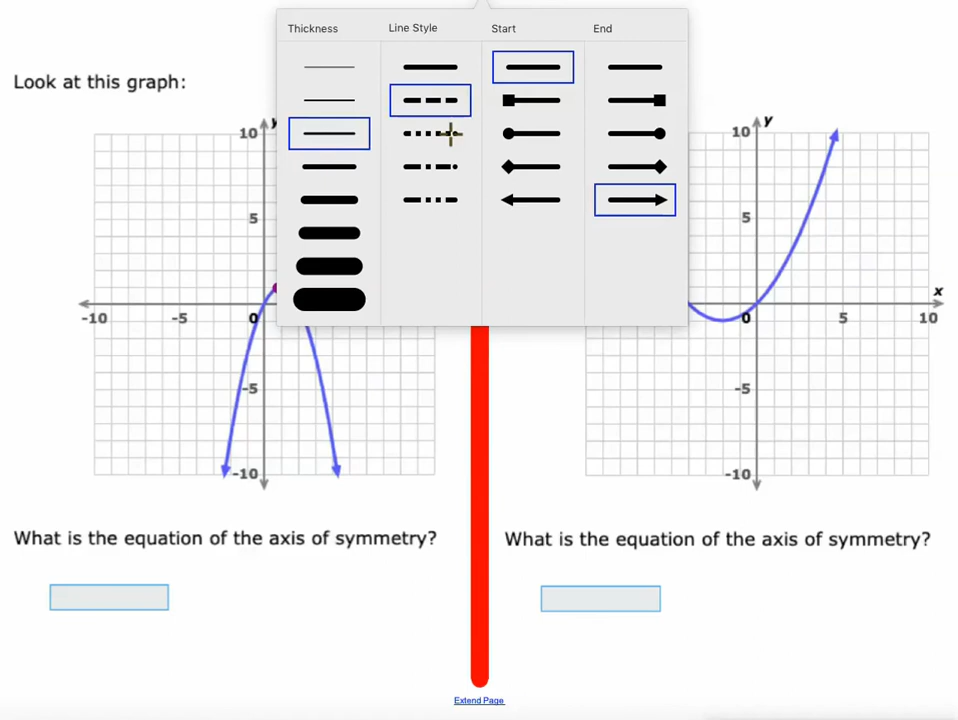 Thickness Line Style Start End
Look at this graph:
y
10
5
-10 -5 0
-5
-10
y
10
5
x
0 5 10
-5
-10
What is the equation of the axis of symmetry?
What is the equation of the axis of symmetry?
Extend Page